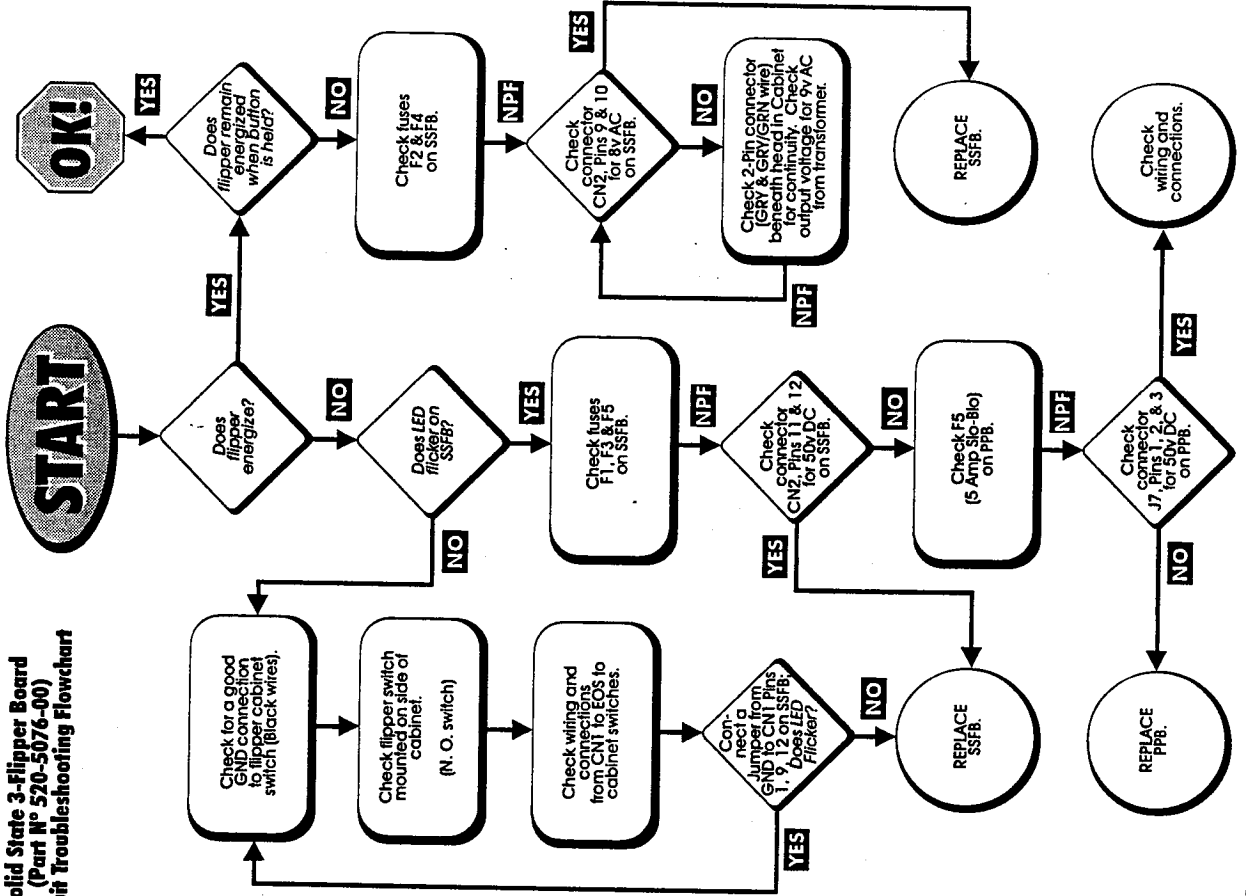 olid State 3-Flipper Board
(Part Nº 520-5076-00)
it Troubleshooting Flowchart
START
Does
flipper
energize?
YES
NO
Does
flipper remain
energized
when button
is held?
YES
OK!
NO
Check fuses
F2 & F4
on SSFB.
NPF
Check
connector
CN2, Pins 9 & 10
for 8v AC
on SSFB.
YES
NO
Check 2-Pin connector
(GRY & GRY/GRN wire)
beneath head in Cabinet
for continuity. Check
output voltage for 9v AC
from transformer.
NPF
REPLACE
SSFB.
Does LED
flicker on
SSFB?
YES
NO
Check fuses
F1, F3 & F5
on SSFB.
NPF
Check
connector
CN2, Pins 11 & 12
for 50v DC
on SSFB.
YES
NO
Check F5
(5 Amp Slo-Blo)
on PPB.
NPF
Check
connector
J7, Pins 1, 2, & 3
for 50v DC
on PPB.
YES
Check
wiring and
connections.
NO
REPLACE
PPB.
Check for a good
GND connection
to flipper cabinet
switch (Black wires).
Check flipper switch
mounted on side of
cabinet.
(N. O. switch)
Check wiring and
connections
from CN1 to EOS to
cabinet switches.
Con-
nect a
Jumper from
GND to CN1 Pins
1, 9, 12 on SSFB;
Does LED
Flicker?
YES
NO
REPLACE
SSFB.